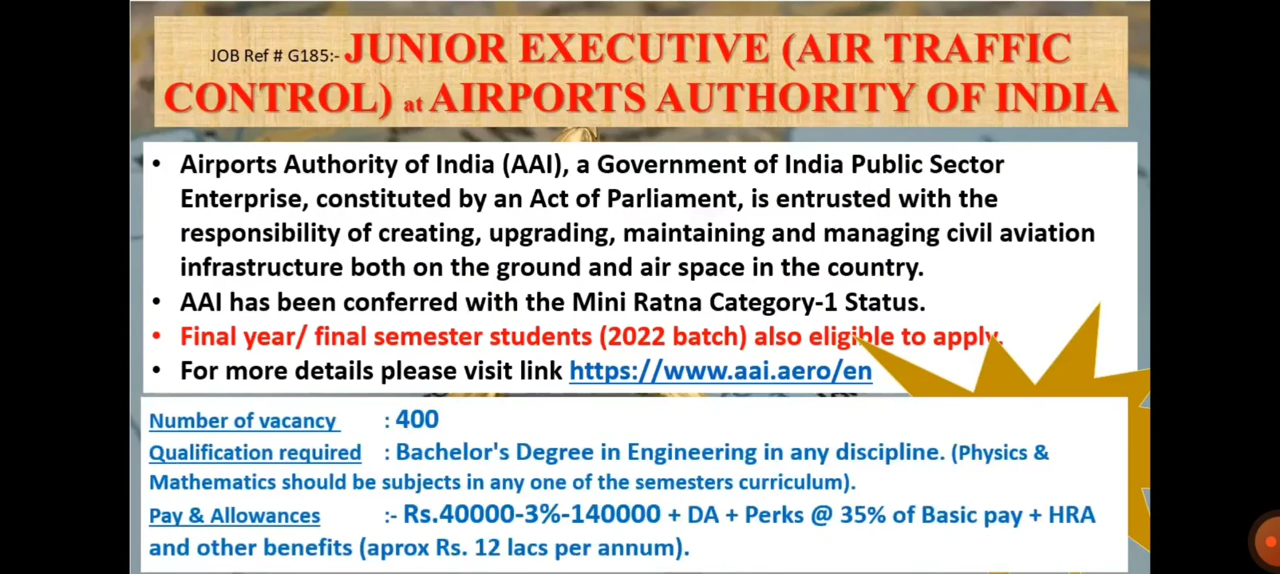 JOB Ref # G185:- JUNIOR EXECUTIVE (AIR TRAFFIC
CONTROL) at AIRPORTS AUTHORITY OF INDIA
• Airports Authority of India (AAI), a Government of India Public Sector
Enterprise, constituted by an Act of Parliament, is entrusted with the
responsibility of creating, upgrading, maintaining and managing civil aviation
infrastructure both on the ground and air space in the country.
• AAI has been conferred with the Mini Ratna Category-1 Status.
• Final year/ final semester students (2022 batch) also eligible to apply.
• For more details please visit link https://www.aai.aero/en
Number of vacancy : 400
Qualification required : Bachelor's Degree in Engineering in any discipline. (Physics &
Mathematics should be subjects in any one of the semesters curriculum).
Pay & Allowances :- Rs.40000-3%-140000 + DA + Perks @ 35% of Basic pay + HRA
and other benefits (aprox Rs. 12 lacs per annum).